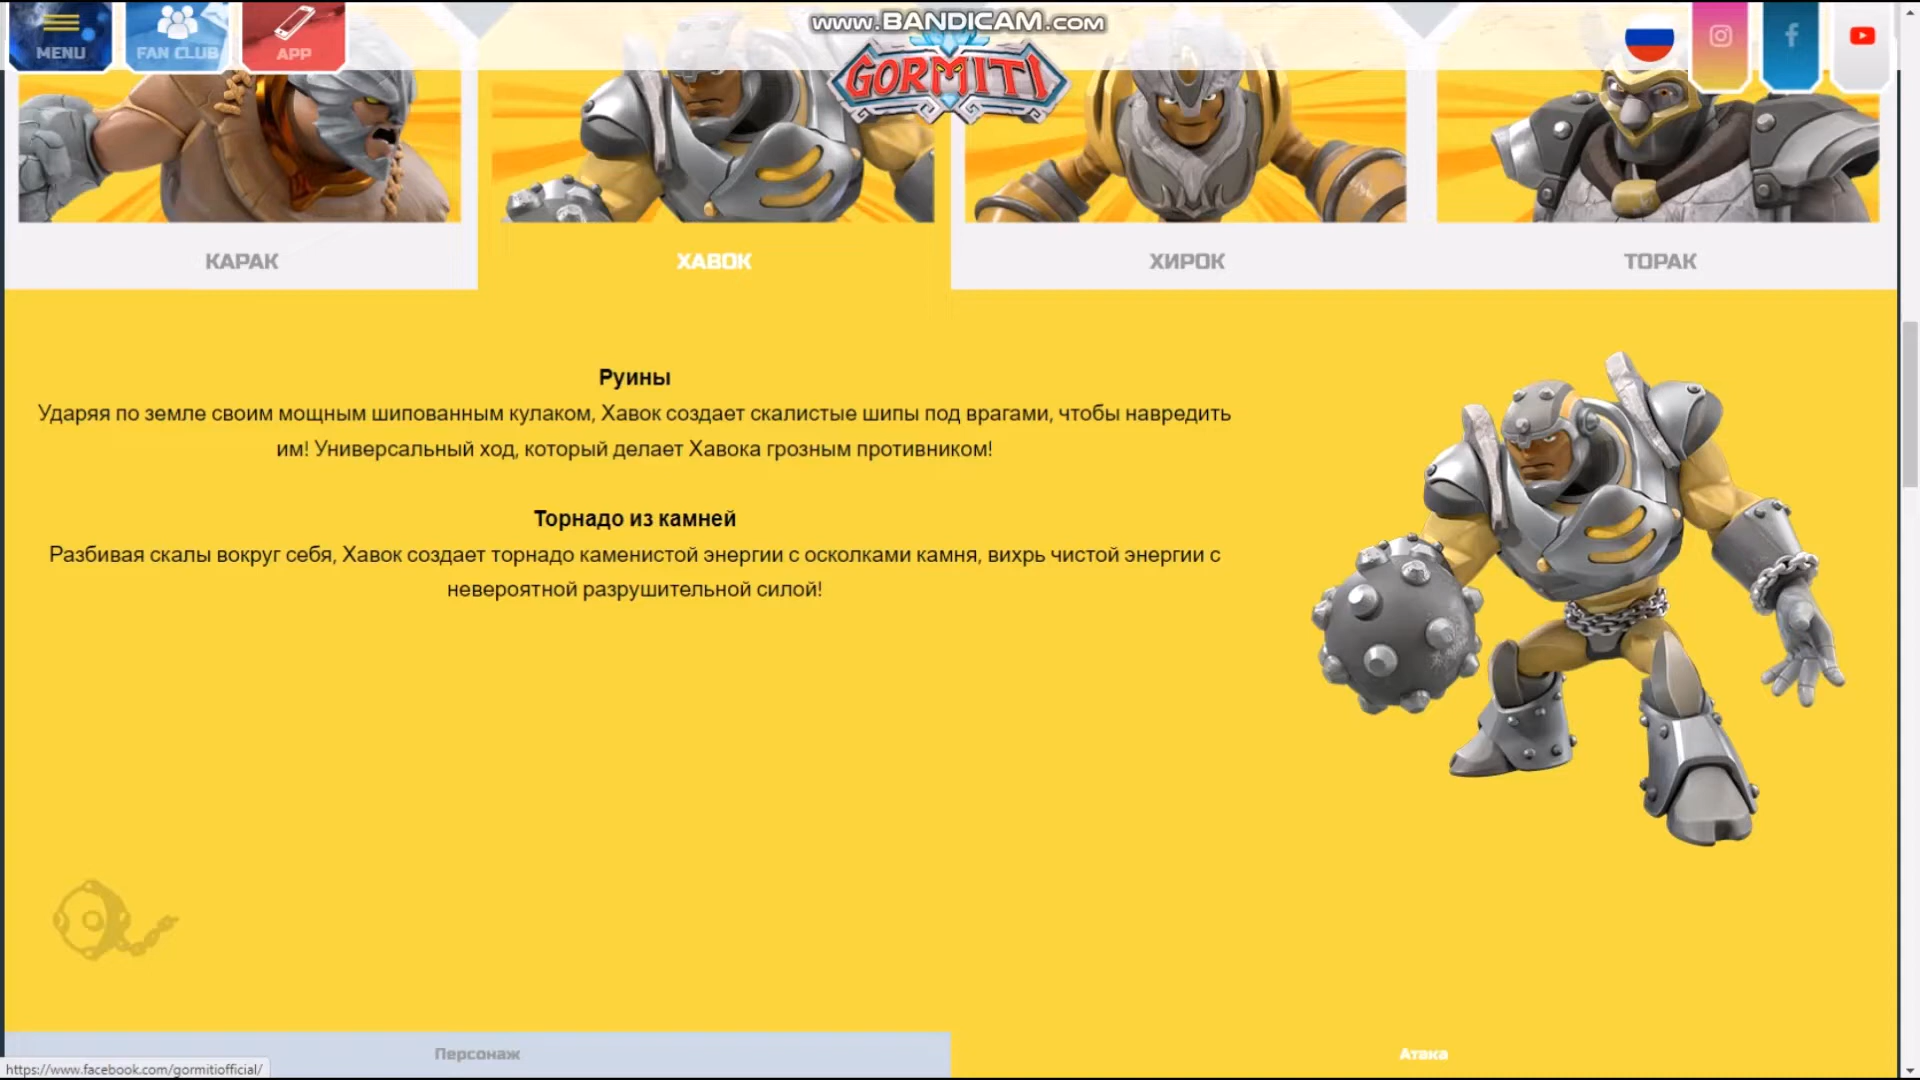 www.BANDICAM.com
MENU
FAN CLUB
APP
GORMITI
КАРАК
ХАВОК
ХИРОК
ТОРАК
Руины
Ударяя по земле своим мощным шипованным кулаком, Хавок создает скалистые шипы под врагами, чтобы навредить
им! Универсальный ход, который делает Хавока грозным противником!
Торнадо из камней
Разбивая скалы вокруг себя, Хавок создает торнадо каменистой энергии с осколками камня, вихрь чистой энергии с
невероятной разрушительной силой!
Персонаж
Атака
https://www.facebook.com/gormitiofficial/